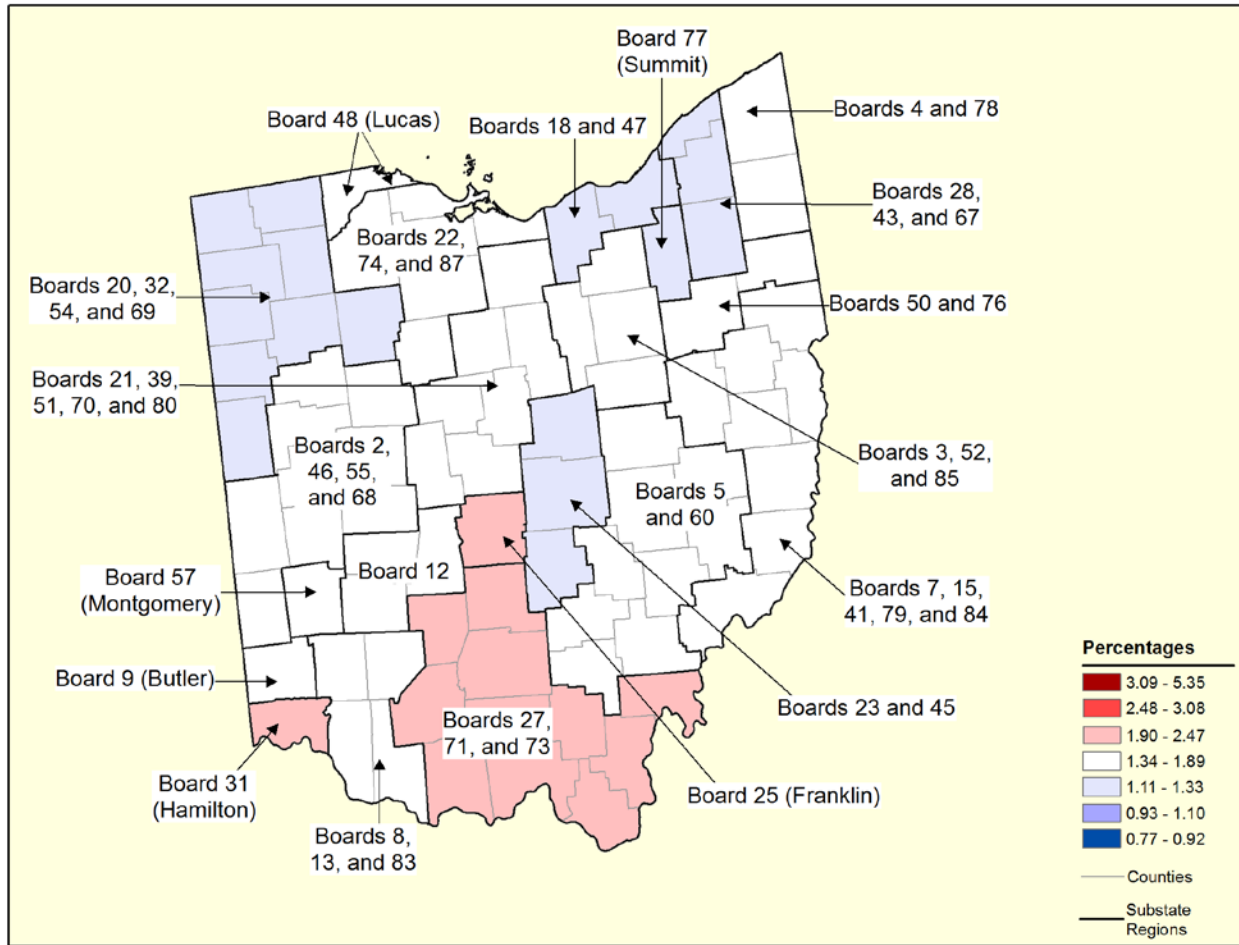 Board 77
(Summit)
Boards 4 and 78
Board 48 (Lucas)
Boards 18 and 47
Boards 28,
43, and 67
Boards 22,
74, and 87
Boards 20, 32,
54, and 69
Boards 50 and 76
Boards 21, 39,
51, 70, and 80
Boards 2,
46, 55,
and 68
Boards 3, 52,
and 85
Boards 5
and 60
Board 57
(Montgomery)
Board 12
Boards 7, 15,
41, 79, and 84
Board 9 (Butler)
Boards 23 and 45
Boards 27,
71, and 73
Board 31
(Hamilton)
Board 25 (Franklin)
Boards 8,
13, and 83
Percentages
3.09 - 5.35
2.48 - 3.08
1.90 - 2.47
1.34 - 1.89
1.11 - 1.33
0.93 - 1.10
0.77 - 0.92
Counties
Substate
Regions